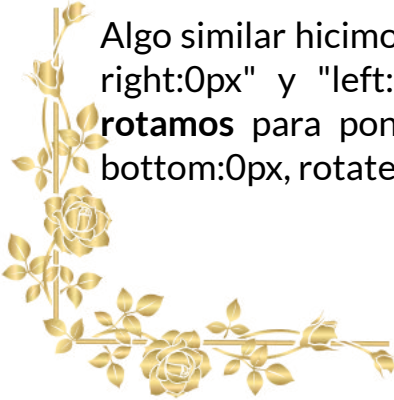 Algo similar hicimo
right:0px" y "left:
rotamos para pon
bottom:0px, rotate